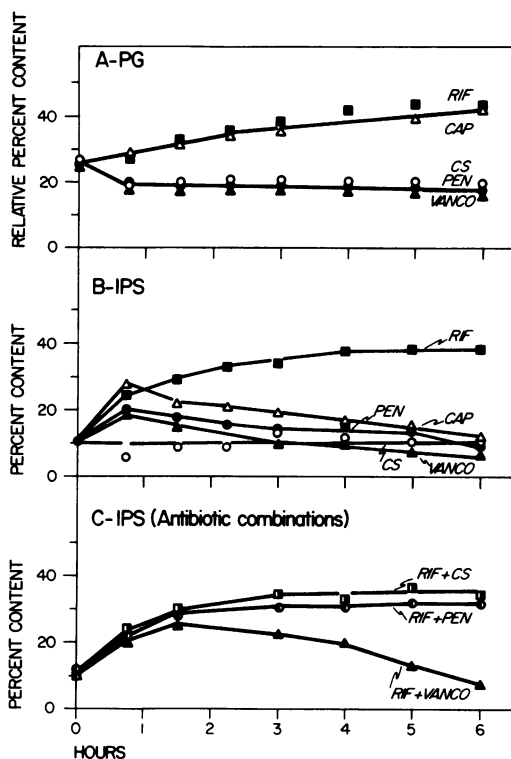 A-PG
RELATIVE PERCENT CONTENT
40
20
0
RIF
CAP
CS
PEN
VANCO
B-IPS
PERCENT CONTENT
40
20
0
RIF
PEN
CAP
CS
VANCO
C-IPS (Antibiotic combinations)
PERCENT CONTENT
40
20
0
RIF+CS
RIF+PEN
RIF+VANCO
0 1 2 3 4 5 6
HOURS